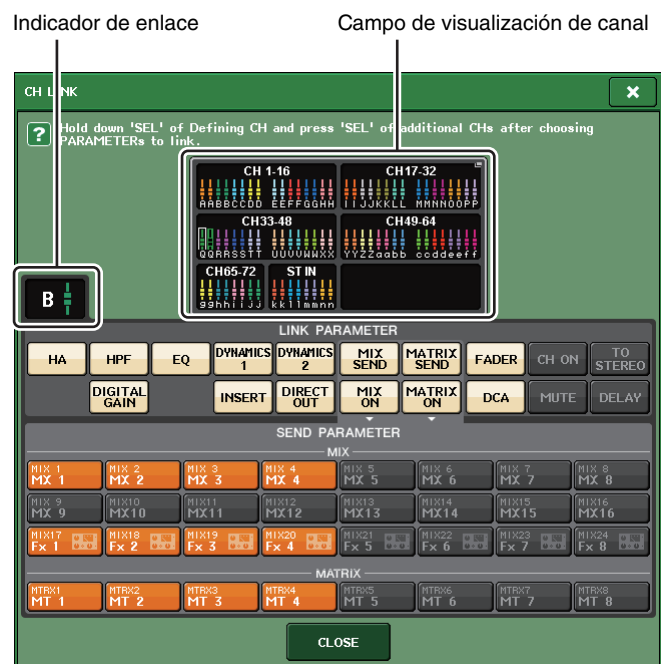 Indicador de enlace
Campo de visualización de canal
CH LINK
? Hold down 'SEL' of Defining CH and press 'SEL' of additional CHs after choosing
PARAMETERs to link.
CH 1-16 CH17-32
AABBCCDD EEFFGGHH IIJJKKLL MMNNOOPP
CH33-48 CH49-64
QQRRSSTT UUVVWWXX YYZZaabb ccddeeff
CH65-72 ST IN
gghhiijj kkllmmnn
B
LINK PARAMETER
HA HPF EQ DYNAMICS 1 DYNAMICS 2 MIX SEND MATRIX SEND FADER CH ON TO STEREO
DIGITAL GAIN INSERT DIRECT OUT MIX ON MATRIX ON DCA MUTE DELAY
SEND PARAMETER
MIX
MIX 1 MIX 2 MIX 3 MIX 4 MIX 5 MIX 6 MIX 7 MIX 8
MX 1 MX 2 MX 3 MX 4 MX 5 MX 6 MX 7 MX 8
MIX 9 MIX10 MIX11 MIX12 MIX13 MIX14 MIX15 MIX16
MX 9 MX10 MX11 MX12 MX13 MX14 MX15 MX16
MIX17 MIX18 MIX19 MIX20 MIX21 MIX22 MIX23 MIX24
Fx 1 Fx 2 Fx 3 Fx 4 Fx 5 Fx 6 Fx 7 Fx 8
MATRIX
MTRX1 MTRX2 MTRX3 MTRX4 MTRX5 MTRX6 MTRX7 MTRX8
MT 1 MT 2 MT 3 MT 4 MT 5 MT 6 MT 7 MT 8
CLOSE